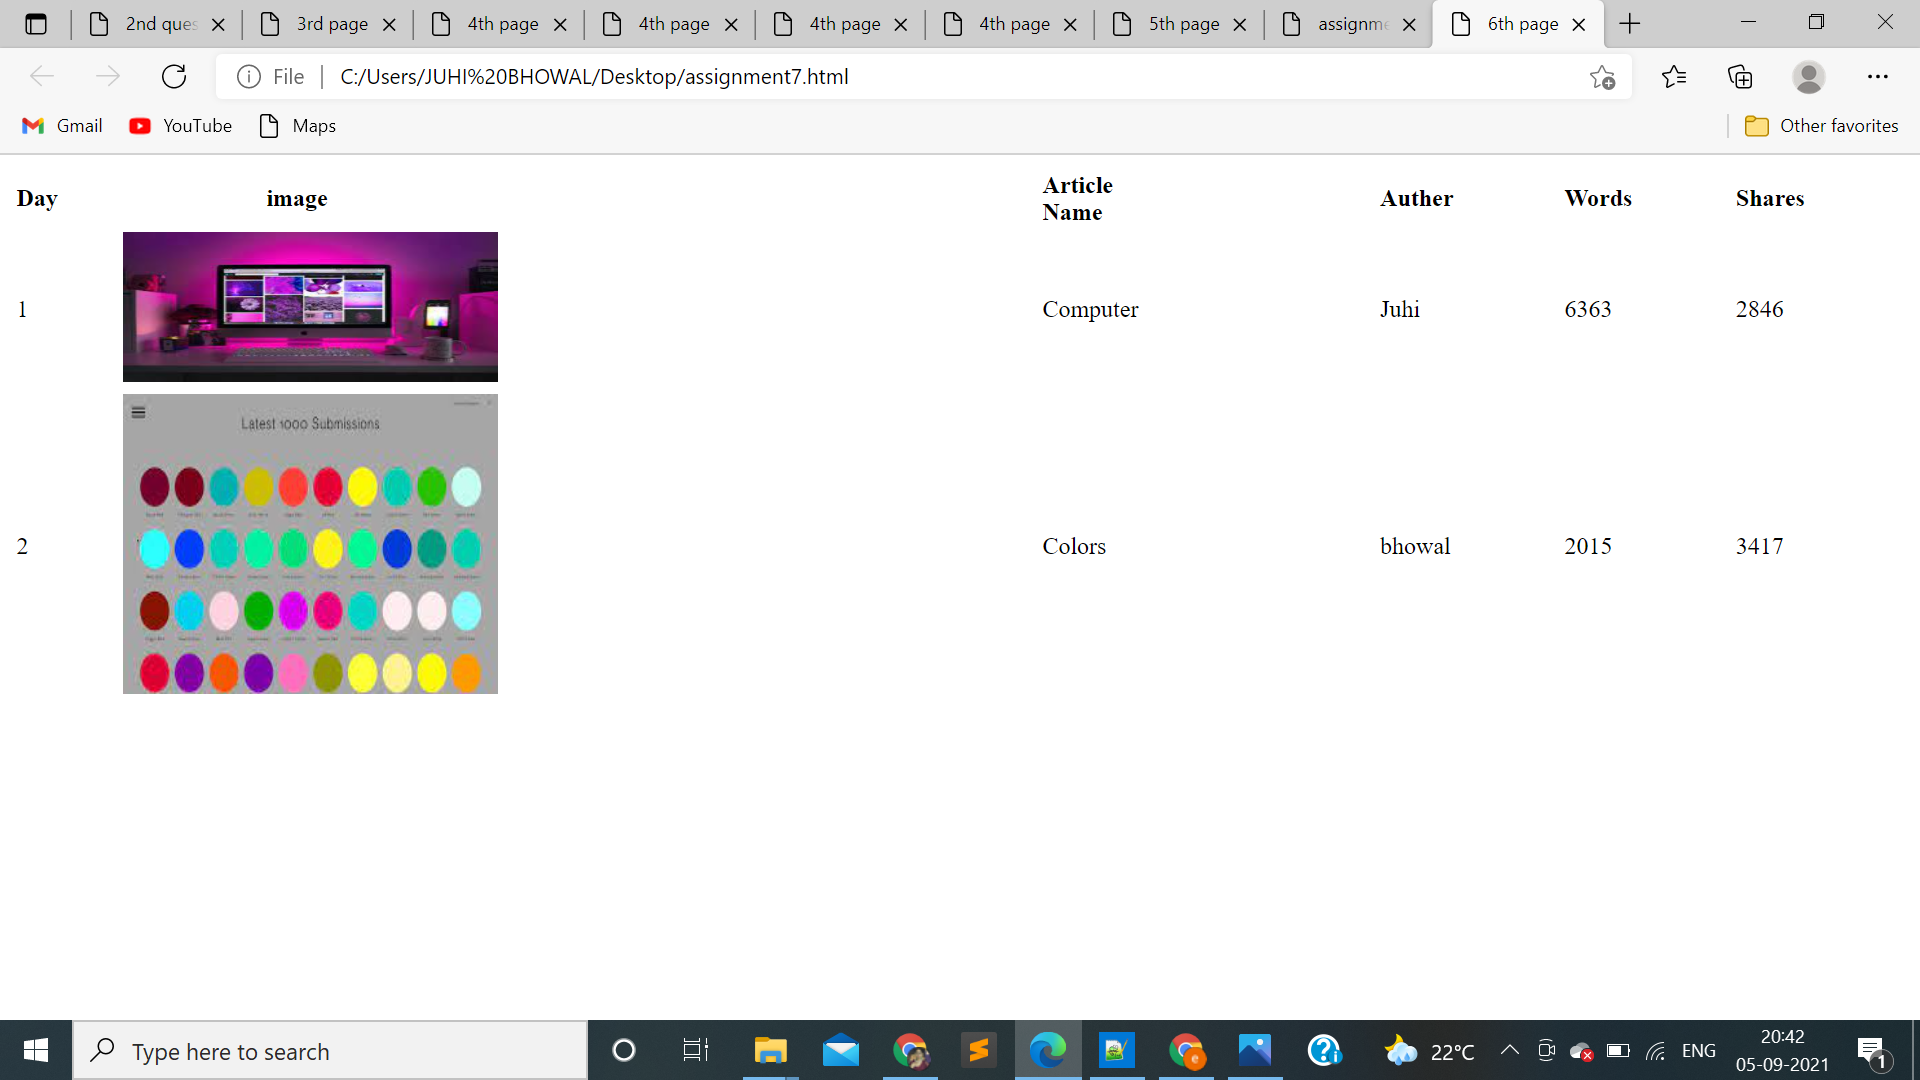 2nd ques
3rd page
4th page
4th page
4th page
4th page
5th page
assignme
6th page
File
C:/Users/JUHI%20BHOWAL/Desktop/assignment7.html
Gmail
YouTube
Maps
Other favorites
Day
image
Article
Name
Auther
Words
Shares
1
Computer
Juhi
6363
2846
Latest 1000 Submissions
2
Colors
bhowal
2015
3417
Type here to search
22°C
ENG
20:42
05-09-2021
1